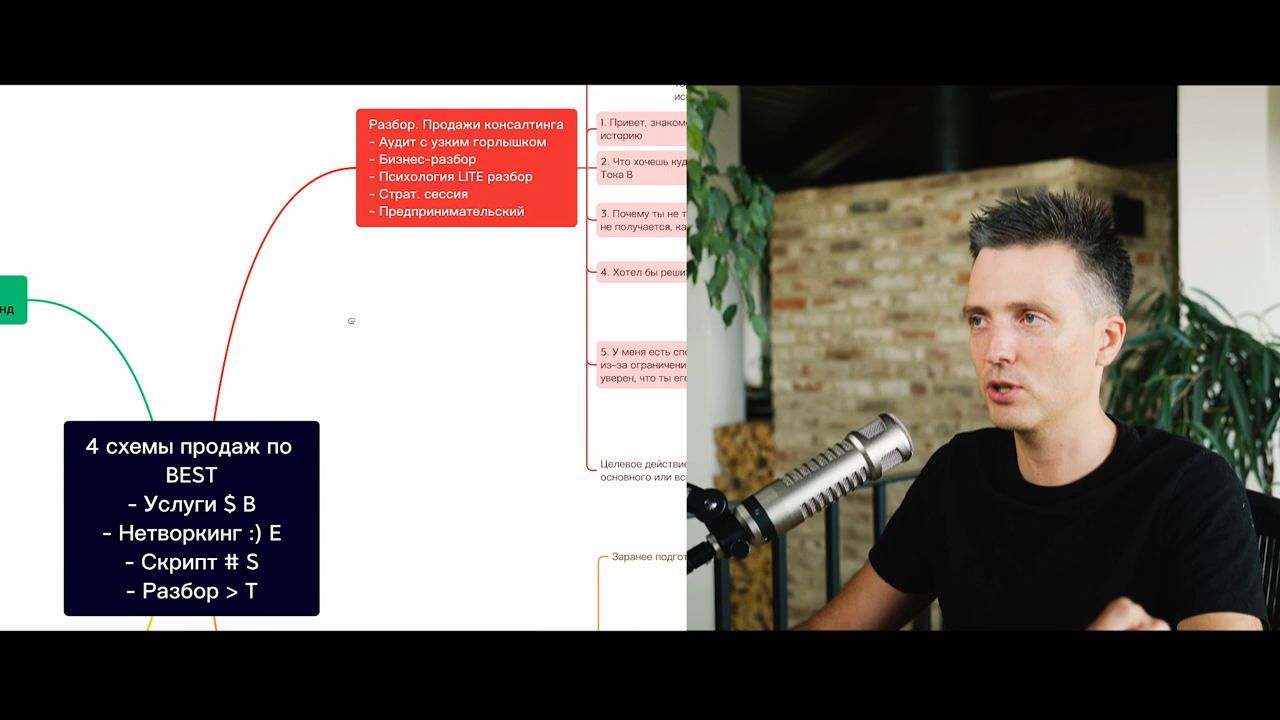 Разбор. Продажи консалтинга
- Аудит с узким горлышком
- Бизнес-разбор
- Психология LITE разбор
- Страт. сессия
- Предпринимательский
1. Привет, знаком
историю
2. Что хочешь куд
Тока В
3. Почему ты не т
не получается, ка
4. Хотел бы реши
5. У меня есть спе
из-за ограничени
уверен, что ты ег
Целевое действие
основного или вс
Заранее подгот
нд
4 схемы продаж по
BEST
- Услуги $ B
- Нетворкинг :) E
- Скрипт # S
- Разбор > T